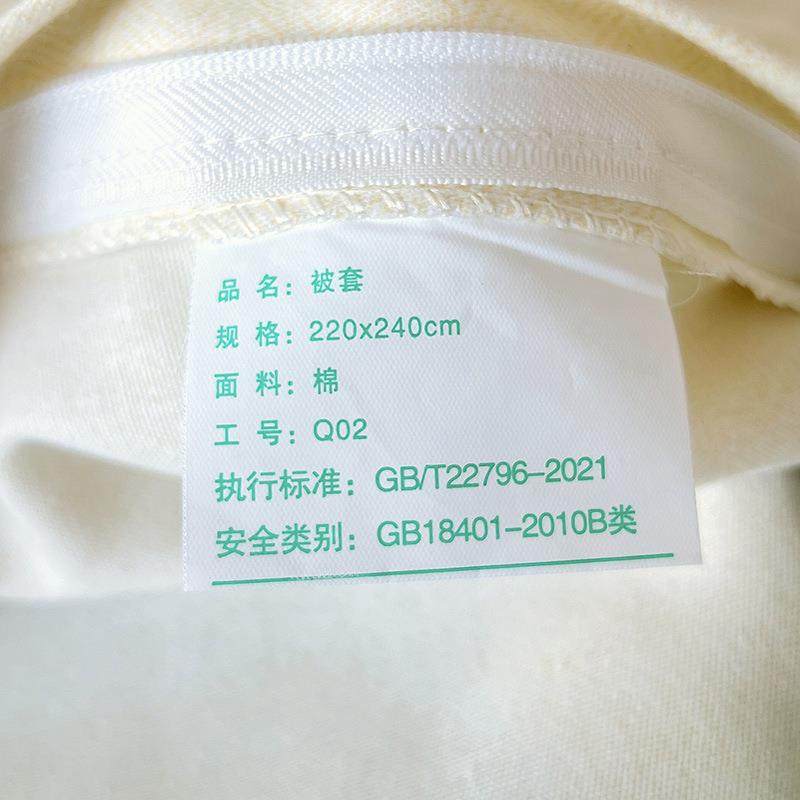 品 名：被套
规 格：220x240cm
面 料：棉
工 号：Q02
执行标准：GB/T22796-2021
安全类别：GB18401-2010B类